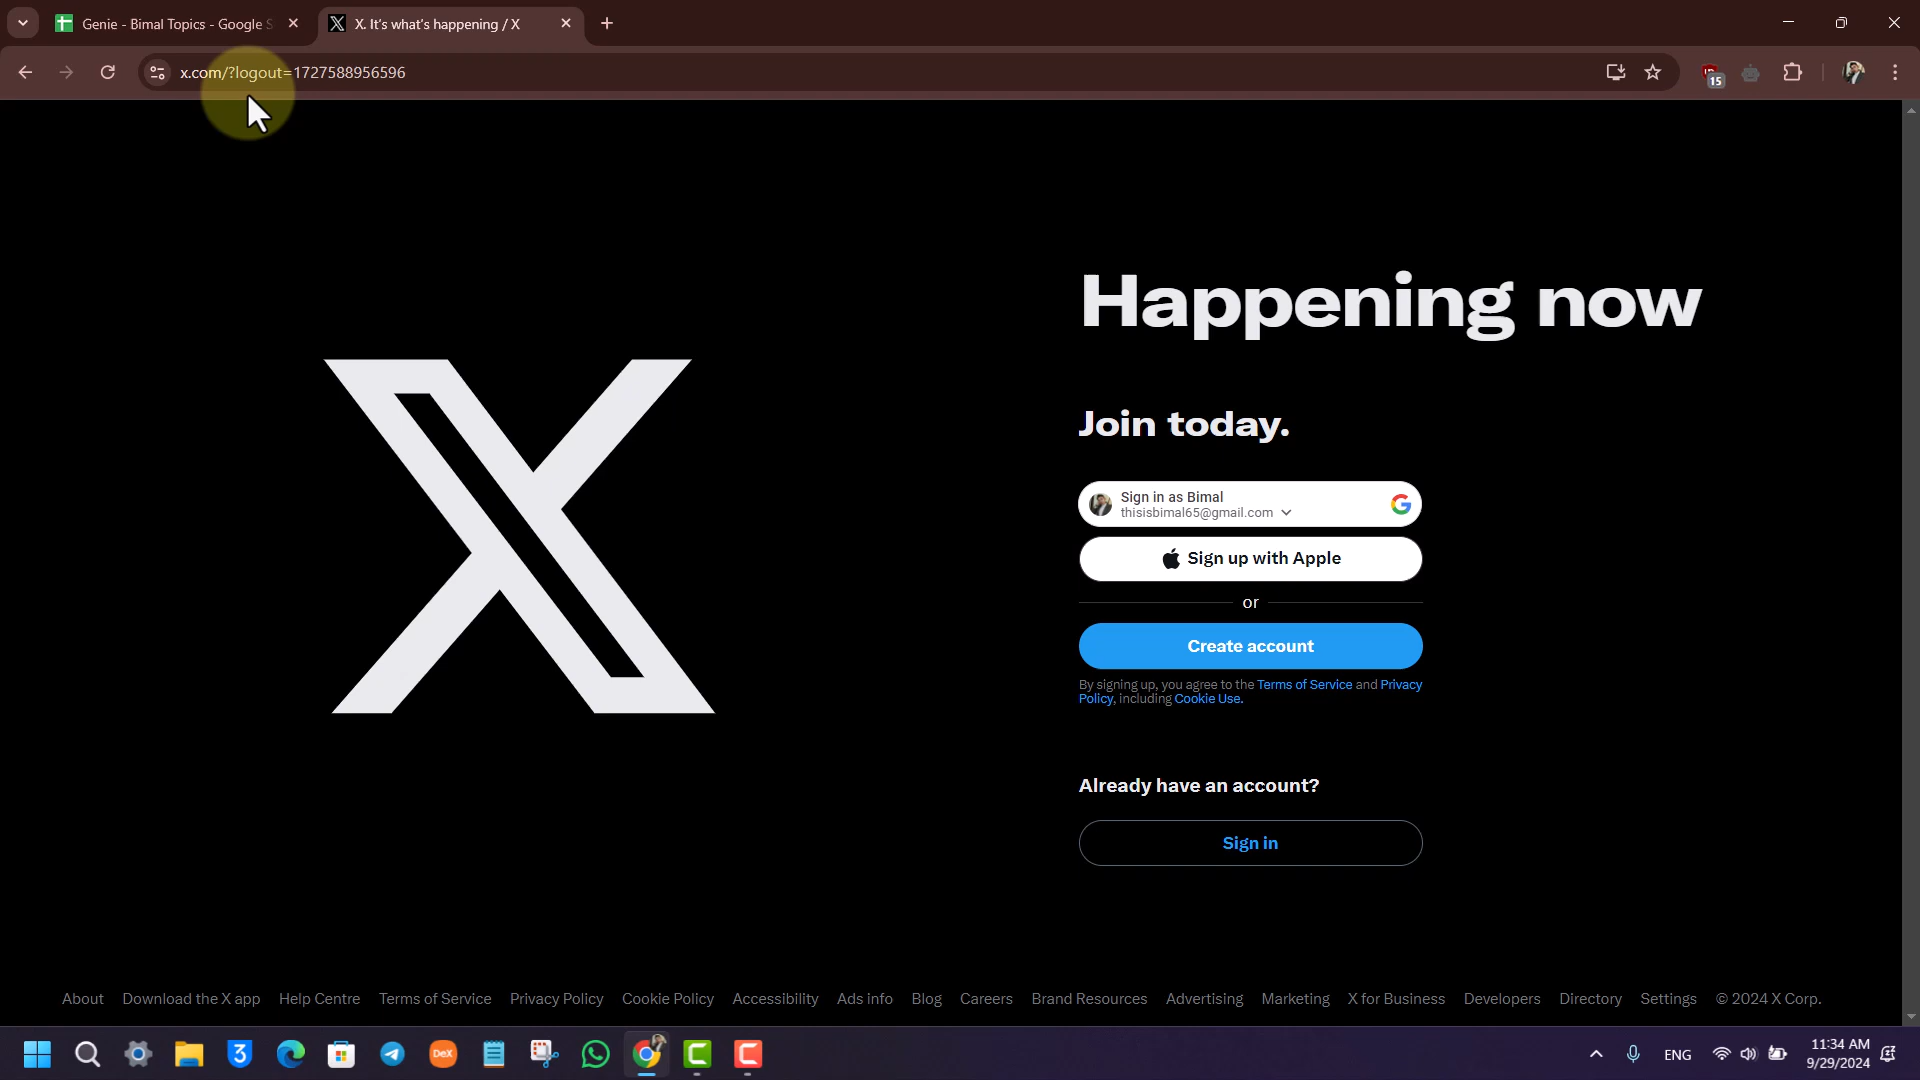 Genie - Bimal Topics - Google S
X. It's what's happening / X
x.com/?logout=1727588956596
15
Happening now
Join today.
Sign in as Bimal
thisisbimal65@gmail.com
Sign up with Apple
or
Create account
By signing up, you agree to the Terms of Service and Privacy
Policy, including Cookie Use.
Already have an account?
Sign in
About Download the X app Help Centre Terms of Service Privacy Policy Cookie Policy Accessibility Ads info Blog Careers Brand Resources Advertising Marketing X for Business Developers Directory Settings © 2024 X Corp.
3
DeX
ENG
11:34 AM
9/29/2024